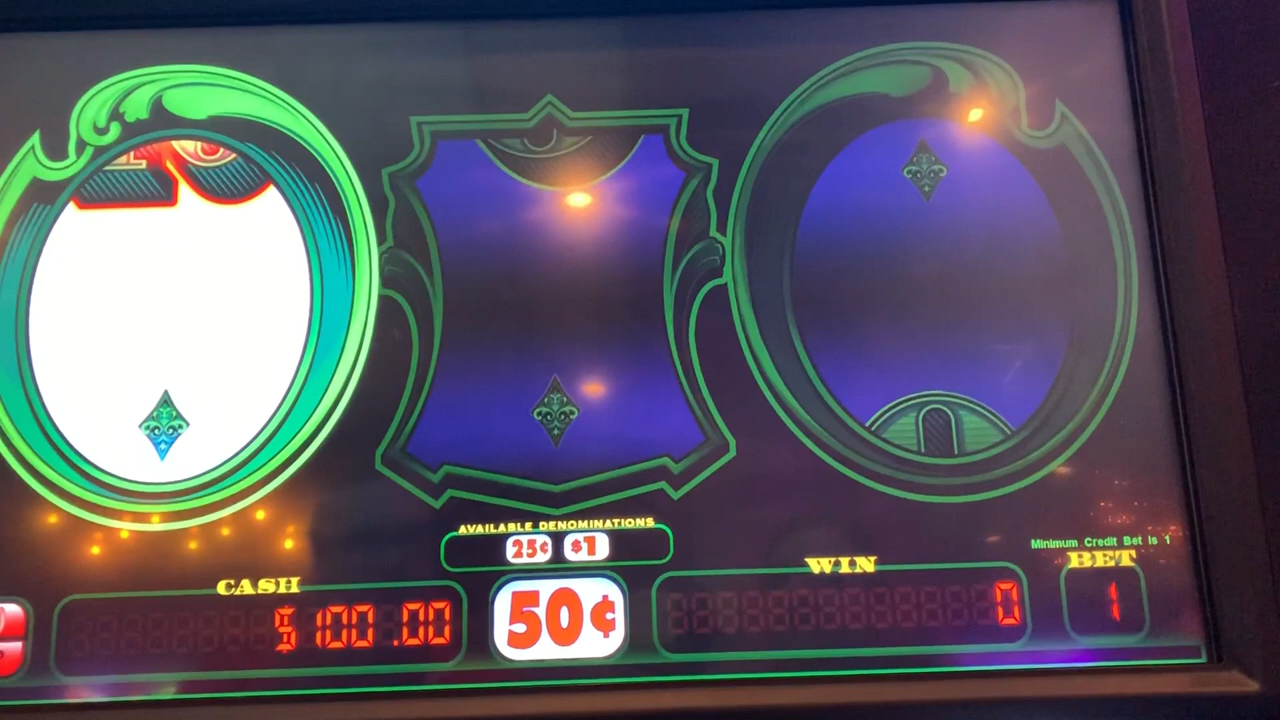 AVAILABLE DENOMINATIONS
25¢ $1
Minimum Credit Bet is 1
CASH
WIN
BET
$100.00
50¢
0
1